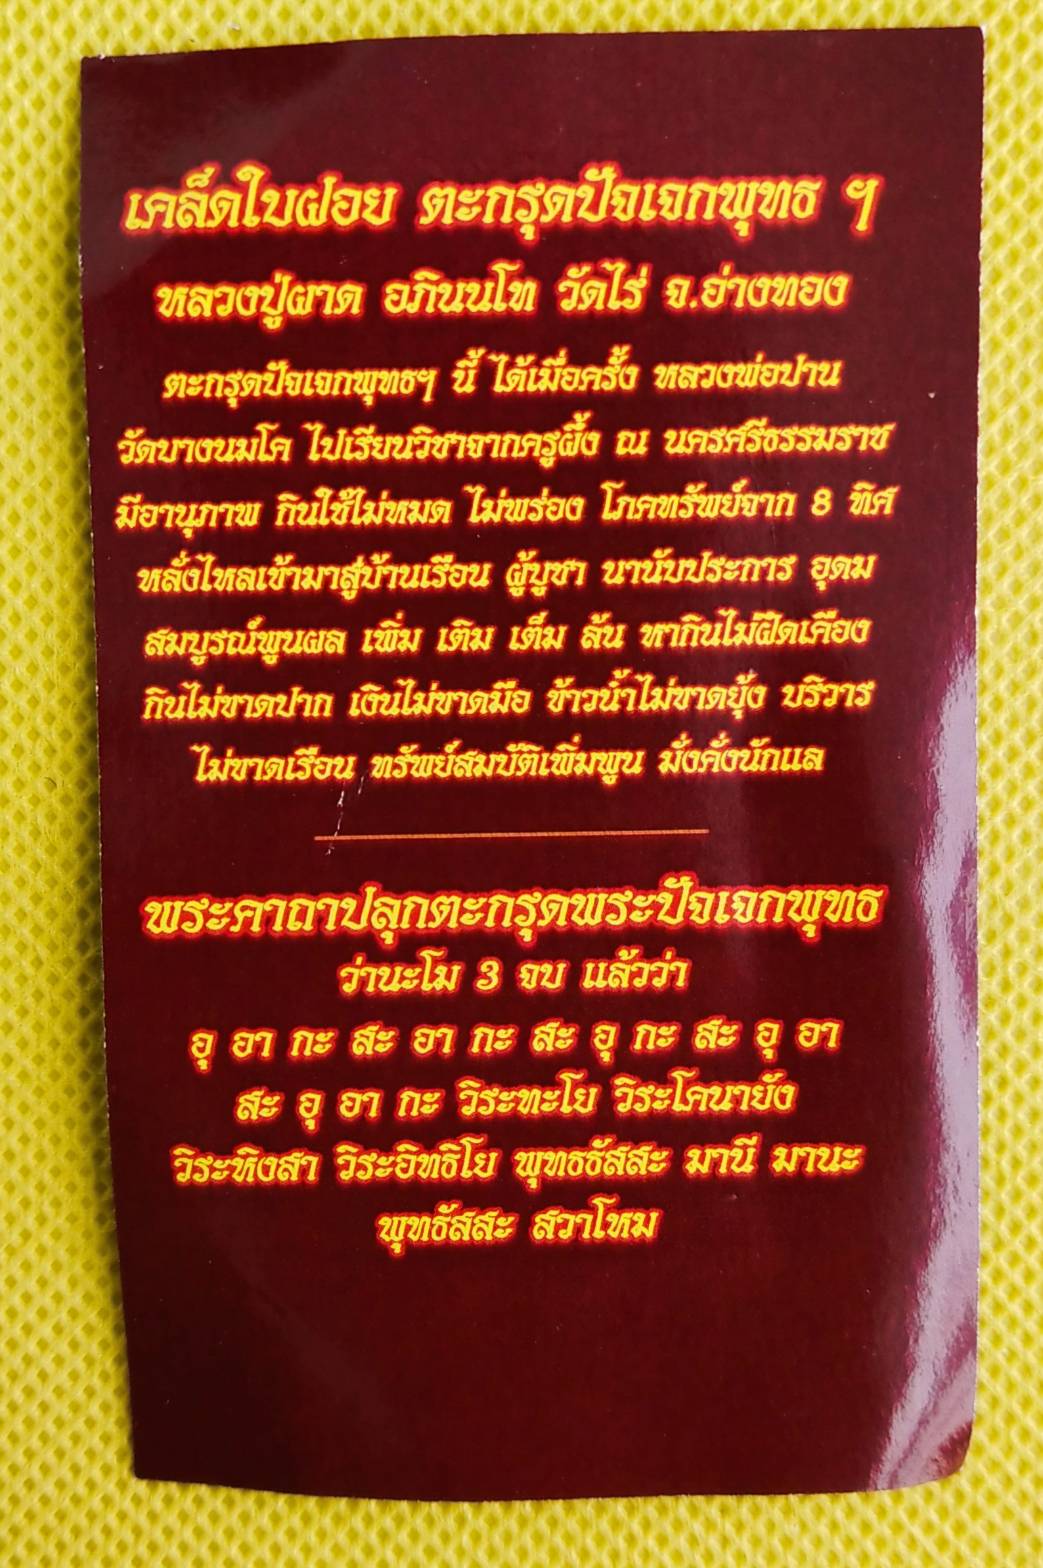 เคล็ดใบฝอย ตะกรุดปัจเจกพุทธ ฯ
หลวงปู่ผาด อภินนโท วัดไร่ จ.อ่างทอง
ตะกรุดปัจเจกพุทธฯ นี้ ได้เมื่อครั้ง หลวงพ่อปาน
วัดบางนมโค ไปเรียนวิชาจากครูผึ้ง ณ นครศรีธรรมราช
มีอานุภาพ กินใช้ไม่หมด ไม่พร่อง โภคทรัพย์จาก 8 ทิศ
หลั่งไหลเข้ามาสู่บ้านเรือน ผู้บูชา นานับประการ อุดม
สมบูรณ์พูนผล เพิ่ม เติม เต็ม ล้น หากินไม่ฝืดเคือง
กินไม่ขาดปาก เงินไม่ขาดมือ ข้าวน้ำไม่ขาดยุ้ง บริวาร
ไม่ขาดเรือน ทรัพย์สมบัติเพิ่มพูน มั่งคั่งนักแล
พระคาถาปลุกตะกรุดพระปัจเจกพุทธ
ว่านะโม 3 จบ แล้วว่า
อุ อา กะ สะ อา กะ สะ อุ กะ สะ อุ อา
สะ อุ อา กะ วิระทะโย วิระโคนายัง
วิระหิงสา วิระอิทธิโย พุทธธัสสะ มานี มานะ
พุทธัสสะ สวาโหม